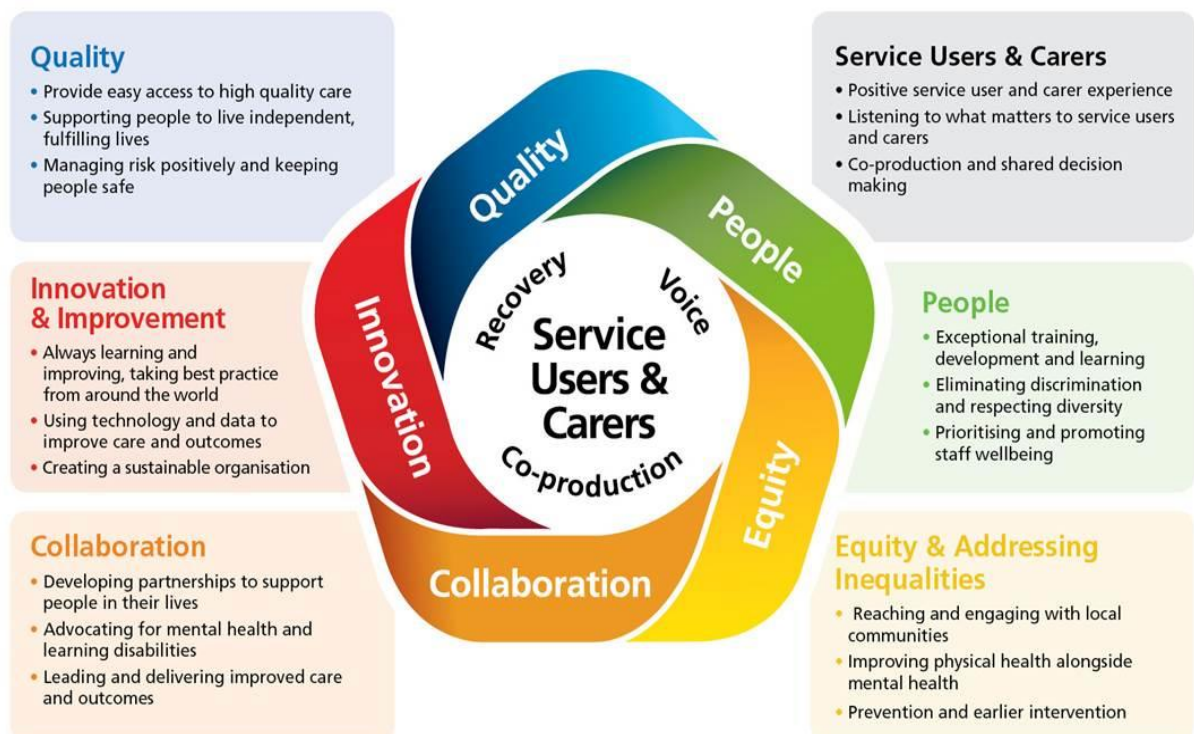 Quality
• Provide easy access to high quality care
• Supporting people to live independent,
fulfilling lives
• Managing risk positively and keeping
people safe
Innovation
& Improvement
• Always learning and
improving, taking best practice
from around the world
• Using technology and data to
improve care and outcomes
• Creating a sustainable organisation
Collaboration
• Developing partnerships to support
people in their lives
• Advocating for mental health and
learning disabilities
• Leading and delivering improved care
and outcomes
Quality
People
Innovation
Equity
Collaboration
Recovery
Voice
Service
Users &
Carers
Co-production
Service Users & Carers
• Positive service user and carer experience
• Listening to what matters to service users
and carers
• Co-production and shared decision
making
People
• Exceptional training,
development and learning
• Eliminating discrimination
and respecting diversity
• Prioritising and promoting
staff wellbeing
Equity & Addressing
Inequalities
• Reaching and engaging with local
communities
• Improving physical health alongside
mental health
• Prevention and earlier intervention